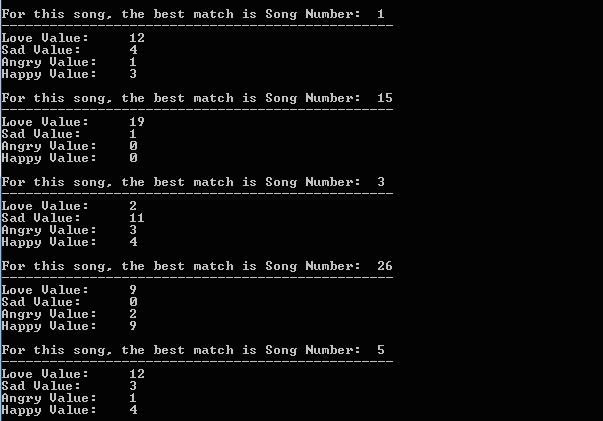 For this song, the best match is Song Number:  1
-------------------------------------------------
Love Value:     12
Sad Value:      4
Angry Value:    1
Happy Value:    3
For this song, the best match is Song Number:  15
-------------------------------------------------
Love Value:     19
Sad Value:      1
Angry Value:    0
Happy Value:    0
For this song, the best match is Song Number:  3
-------------------------------------------------
Love Value:     2
Sad Value:      11
Angry Value:    3
Happy Value:    4
For this song, the best match is Song Number:  26
-------------------------------------------------
Love Value:     9
Sad Value:      0
Angry Value:    2
Happy Value:    9
For this song, the best match is Song Number:  5
-------------------------------------------------
Love Value:     12
Sad Value:      3
Angry Value:    1
Happy Value:    4